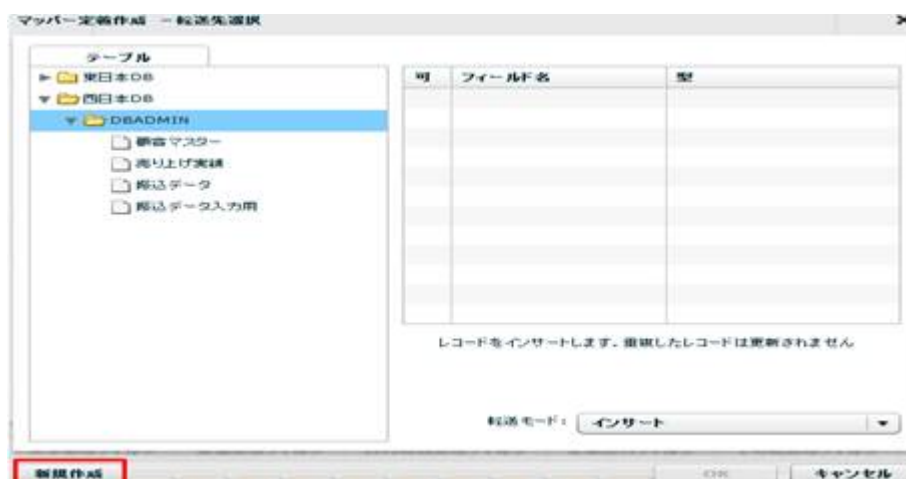 マッパー定義作成 －転送先選択
テーブル
東日本DB
西日本DB
DBADMIN
顧客マスター
売り上げ実績
振込データ
振込データ入力用
可 フィールド名 型
レコードをインサートします。重複したレコードは更新されません
転送モード： インサート
新規作成
OK
キャンセル